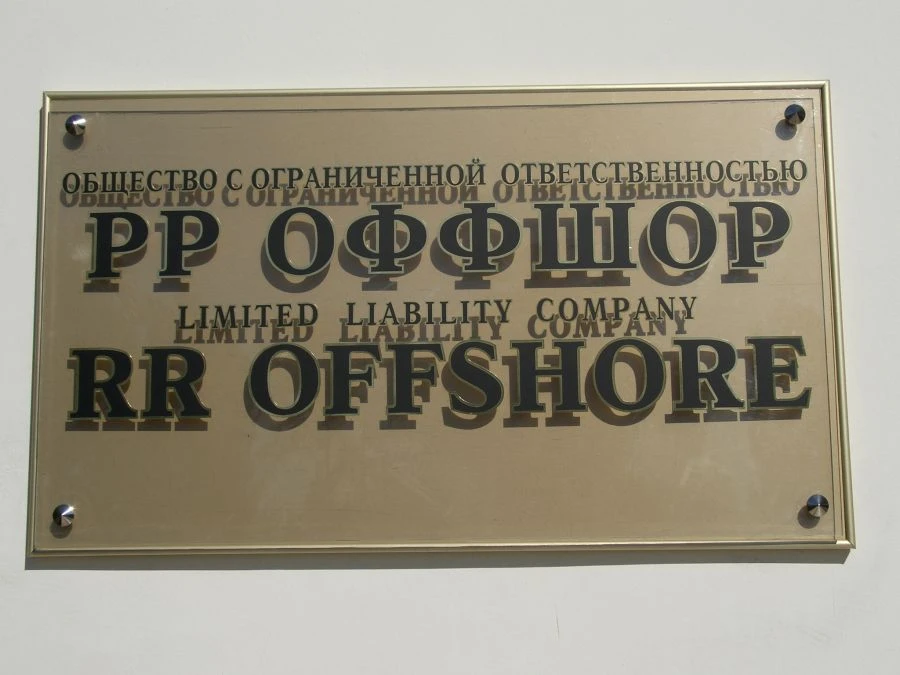 ОБЩЕСТВО С ОГРАНИЧЕННОЙ ОТВЕТСТВЕННОСТЬЮ
РР ОФФШОР
LIMITED LIABILITY COMPANY
RR OFFSHORE